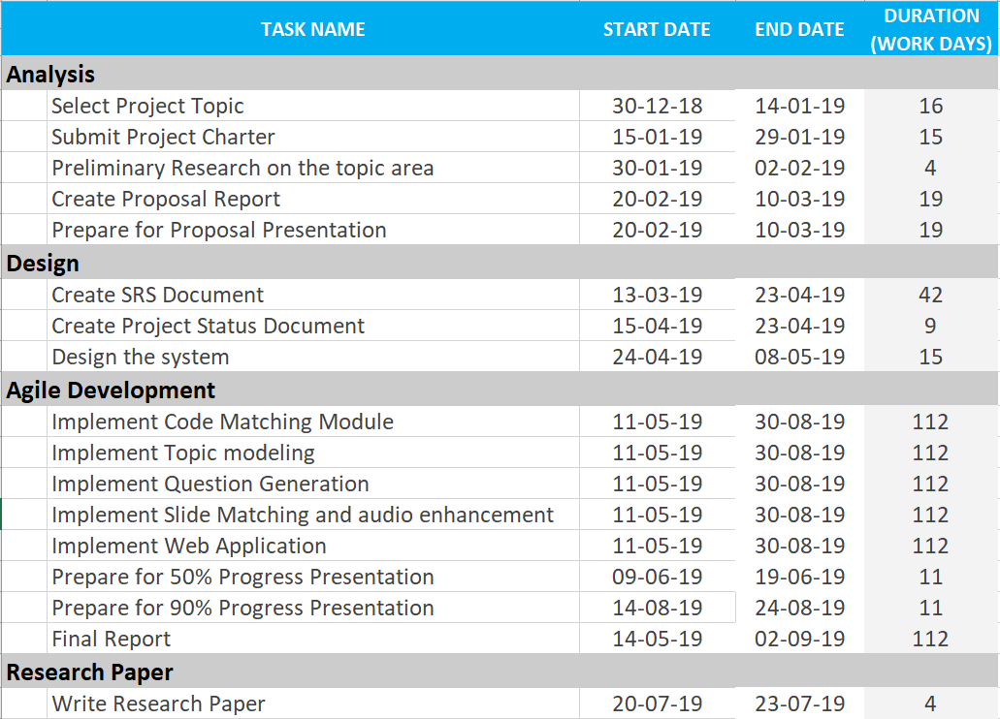 TASK NAME START DATE END DATE DURATION (WORK DAYS)
Analysis
Select Project Topic 30-12-18 14-01-19 16
Submit Project Charter 15-01-19 29-01-19 15
Preliminary Research on the topic area 30-01-19 02-02-19 4
Create Proposal Report 20-02-19 10-03-19 19
Prepare for Proposal Presentation 20-02-19 10-03-19 19
Design
Create SRS Document 13-03-19 23-04-19 42
Create Project Status Document 15-04-19 23-04-19 9
Design the system 24-04-19 08-05-19 15
Agile Development
Implement Code Matching Module 11-05-19 30-08-19 112
Implement Topic modeling 11-05-19 30-08-19 112
Implement Question Generation 11-05-19 30-08-19 112
Implement Slide Matching and audio enhancement 11-05-19 30-08-19 112
Implement Web Application 11-05-19 30-08-19 112
Prepare for 50% Progress Presentation 09-06-19 19-06-19 11
Prepare for 90% Progress Presentation 14-08-19 24-08-19 11
Final Report 14-05-19 02-09-19 112
Research Paper
Write Research Paper 20-07-19 23-07-19 4